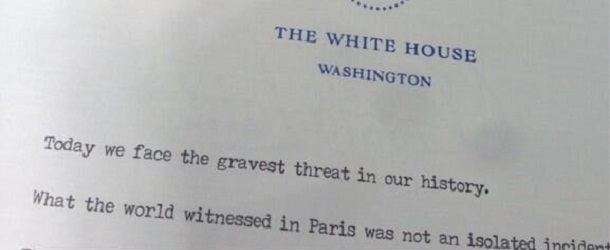 THE WHITE HOUSE
WASHINGTON
Today we face the gravest threat in our history.
What the world witnessed in Paris was not an isolated incident